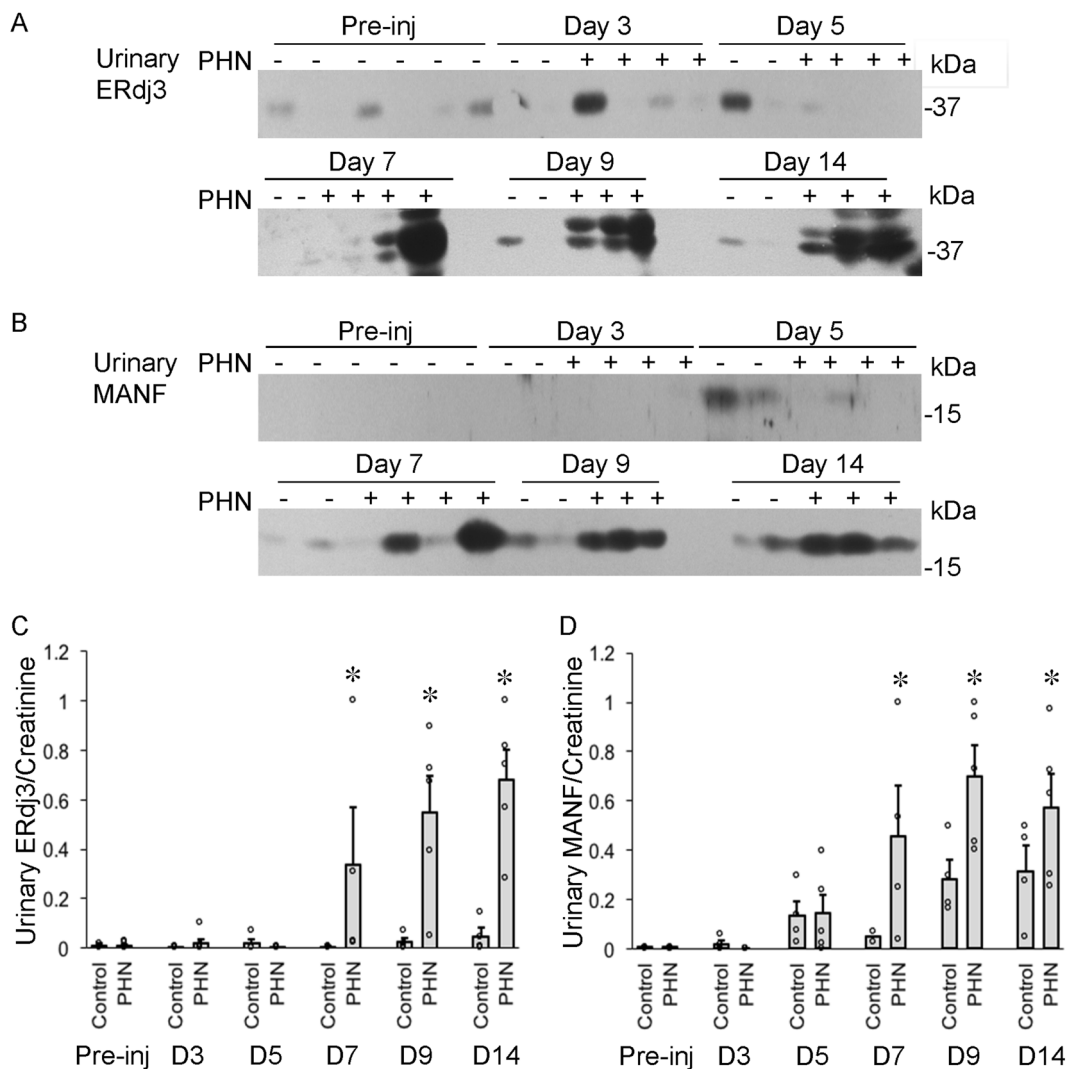 A
Pre-inj Day 3 Day 5
Urinary ERdj3
PHN - - - - - - - - + + + + - - + + + + kDa
-37
Day 7 Day 9 Day 14
PHN - - + + + + - - + + + - - + + + kDa
-37
B
Pre-inj Day 3 Day 5
Urinary MANF
PHN - - - - - - - - + + + + - - + + + + kDa
-15
Day 7 Day 9 Day 14
PHN - - + + + + - - + + + - - + + + kDa
-15
C
Urinary ERdj3/Creatinine
1.2
1
0.8
0.6
0.4
0.2
0
* * *
Control PHN Control PHN Control PHN Control PHN Control PHN Control PHN
Pre-inj D3 D5 D7 D9 D14
D
Urinary MANF/Creatinine
1.2
1
0.8
0.6
0.4
0.2
0
* * *
Control PHN Control PHN Control PHN Control PHN Control PHN Control PHN
Pre-inj D3 D5 D7 D9 D14